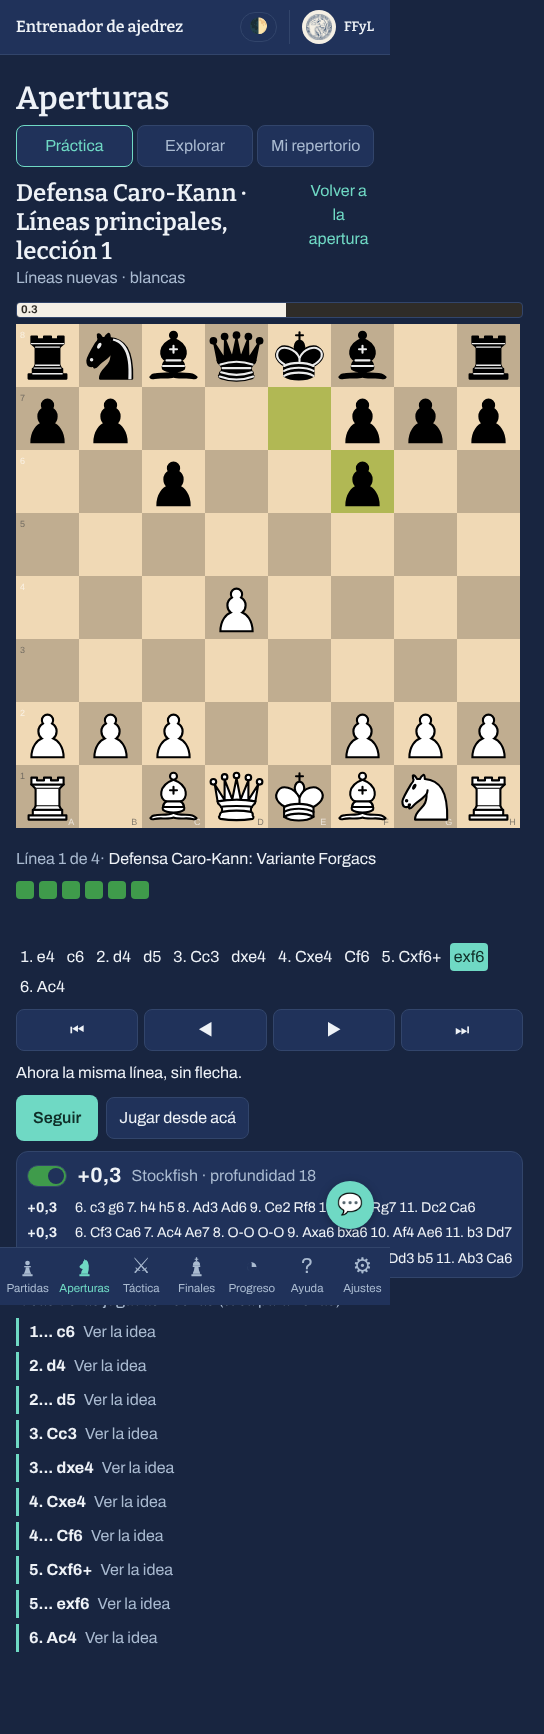 Entrenador de ajedrez
FFyL
Aperturas
Práctica Explorar Mi repertorio
Defensa Caro-Kann ·
Líneas principales,
lección 1
Volver a
la
apertura
Líneas nuevas · blancas
0.3
7
6
5
4
3
2
1
A B C D E F G H
Línea 1 de 4· Defensa Caro-Kann: Variante Forgacs
1. e4 c6 2. d4 d5 3. Cc3 dxe4 4. Cxe4 Cf6 5. Cxf6+ exf6
6. Ac4
Ahora la misma línea, sin flecha.
Seguir Jugar desde acá
+0,3 Stockfish · profundidad 18
+0,3 6. c3 g6 7. h4 h5 8. Ad3 Ad6 9. Ce2 Rf8 1 Rg7 11. Dc2 Ca6
+0,3 6. Cf3 Ca6 7. Ac4 Ae7 8. O-O O-O 9. Axa6 bxa6 10. Af4 Ae6 11. b3 Dd7
Dd3 b5 11. Ab3 Ca6
Partidas Aperturas Táctica Finales Progreso Ayuda Ajustes
1... c6 Ver la idea
2. d4 Ver la idea
2... d5 Ver la idea
3. Cc3 Ver la idea
3... dxe4 Ver la idea
4. Cxe4 Ver la idea
4... Cf6 Ver la idea
5. Cxf6+ Ver la idea
5... exf6 Ver la idea
6. Ac4 Ver la idea